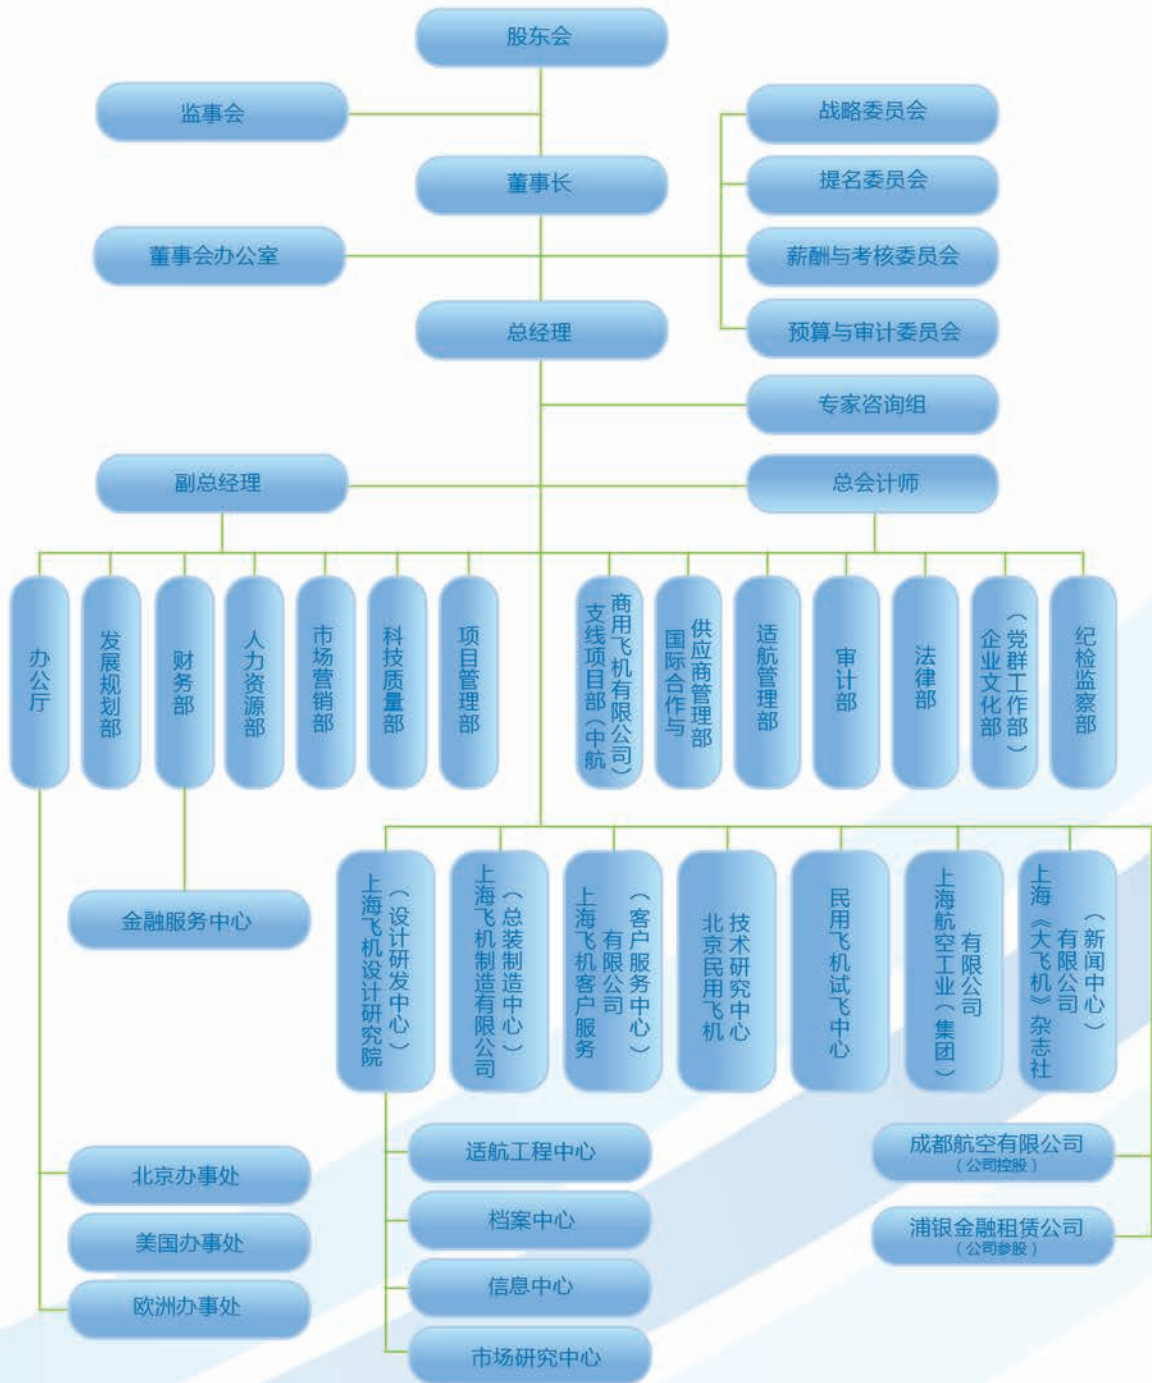 股东会
监事会
战略委员会
董事长
提名委员会
董事会办公室
薪酬与考核委员会
总经理
预算与审计委员会
专家咨询组
副总经理
总会计师
办公厅
发展规划部
财务部
人力资源部
市场营销部
科技质量部
项目管理部
支线项目部（中航
商用飞机有限公司）
国际合作与
供应商管理部
适航管理部
审计部
法律部
企业文化部
（党群工作部）
纪检监察部
金融服务中心
上海飞机设计研究院
（设计研发中心）
上海飞机制造有限公司
（总装制造中心）
上海飞机客户服务
有限公司
（客户服务中心）
北京民用飞机
技术研究中心
民用飞机试飞中心
上海航空工业（集团）
有限公司
上海《大飞机》杂志社
有限公司
（新闻中心）
北京办事处
美国办事处
欧洲办事处
适航工程中心
档案中心
信息中心
市场研究中心
成都航空有限公司
（公司控股）
浦银金融租赁公司
（公司参股）